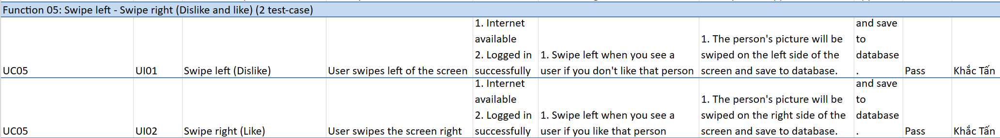 Function 05: Swipe left - Swipe right (Dislike and like) (2 test-case)
UC05
UI01
Swipe left (Dislike)
User swipes left of the screen
1. Internet
available
2. Logged in
successfully
1. Swipe left when you see a
user if you don't like that person
1. The person's picture will be
swiped on the left side of the
screen and save to database.
and save
to
database
.
Pass
Khắc Tấn
UC05
UI02
Swipe right (Like)
User swipes the screen right
1. Internet
available
2. Logged in
successfully
1. Swipe left when you see a
user if you like that person
1. The person's picture will be
swiped on the right side of the
screen and save to database.
and save
to
database
.
Pass
Khắc Tấn